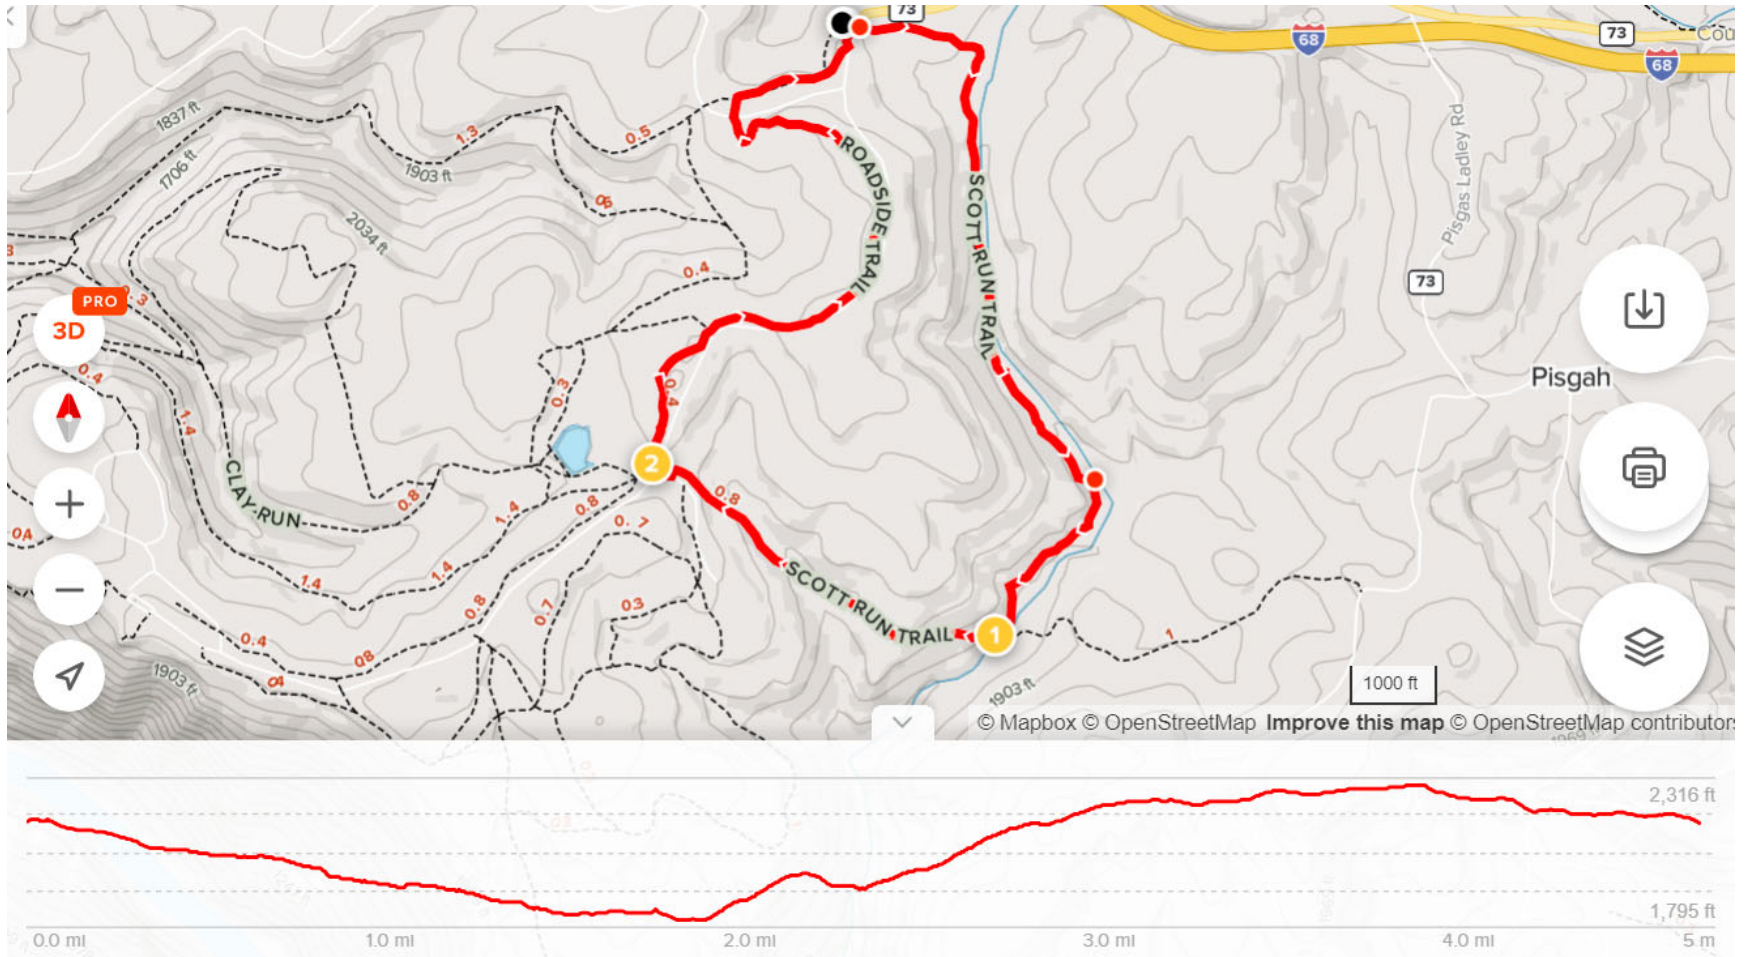 73
68
73
Cou
68
1837 ft
1.3
0.5
1706 ft
1903 ft
ROADSIDE TRAIL
SCOTT RUN TRAIL
Pisgas Ladley Rd
2034 ft
0.4
73
PRO
3D
0.4
0.3
0.4
Pisgah
1.4
2
CLAY RUN
0.8
1.4
0.8
0.8
0.7
04
1.4
1.4
SCOTT RUN TRAIL
0.8
0.7
03
1
1
0.4
08
04
1903 ft
1903 ft
1000 ft
© Mapbox © OpenStreetMap Improve this map © OpenStreetMap contributors
2,316 ft
1,795 ft
0.0 mi 1.0 mi 2.0 mi 3.0 mi 4.0 mi 5 m